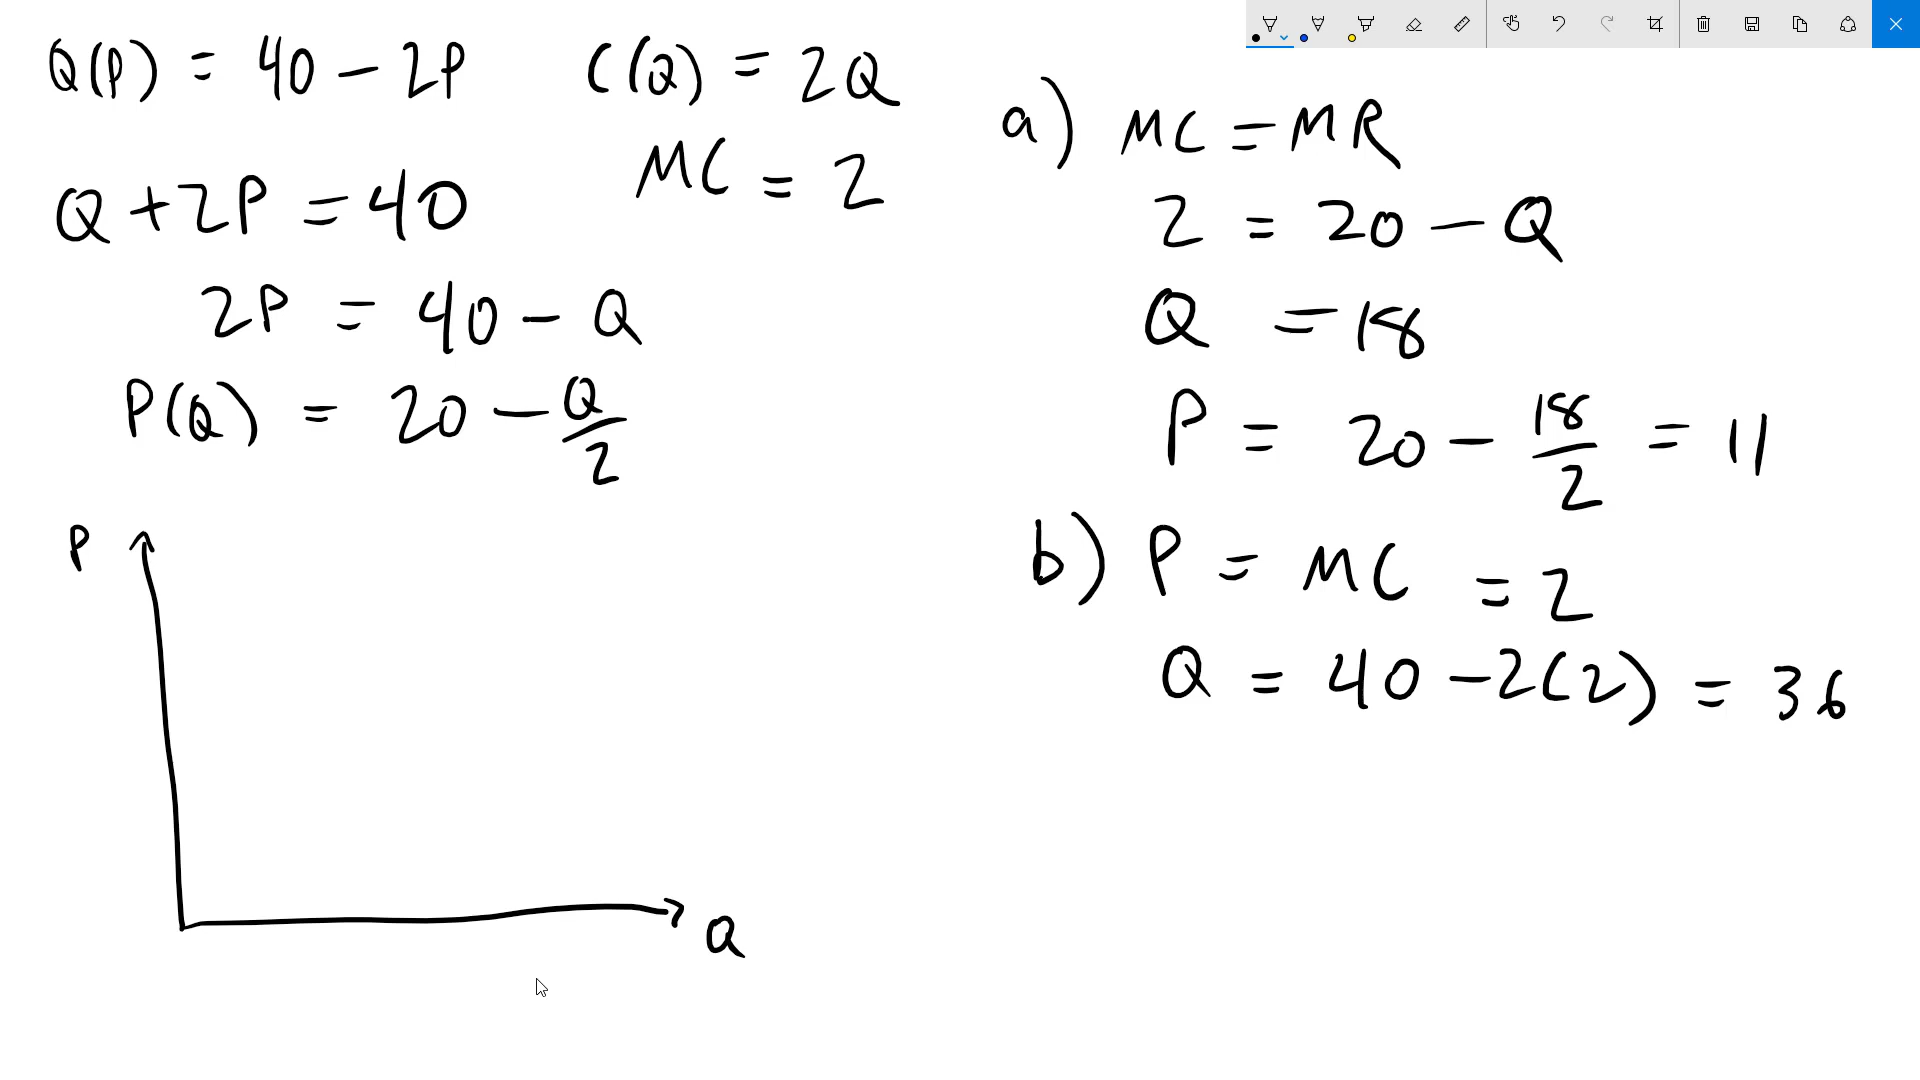 Q(P) = 40 - 2P
Q + 2P = 40
2P = 40 - Q
P(Q) = 20 - Q/2
C(Q) = 2Q
MC = 2
P
Q
a) MC = MR
2 = 20 - Q
Q = 18
P = 20 - 18/2 = 11
b) P = MC = 2
Q = 40 - 2(2) = 36